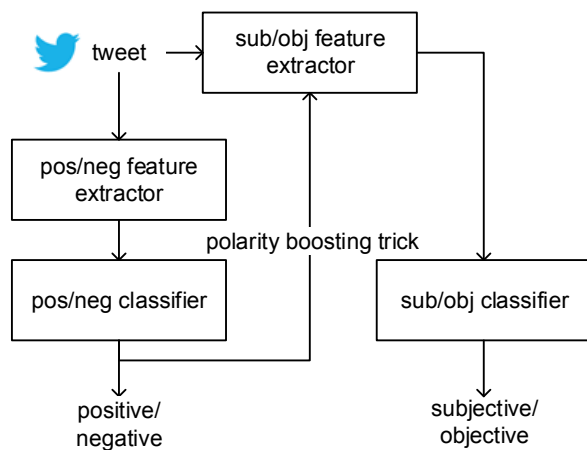 tweet
sub/obj feature
extractor
pos/neg feature
extractor
polarity boosting trick
pos/neg classifier
sub/obj classifier
positive/
negative
subjective/
objective